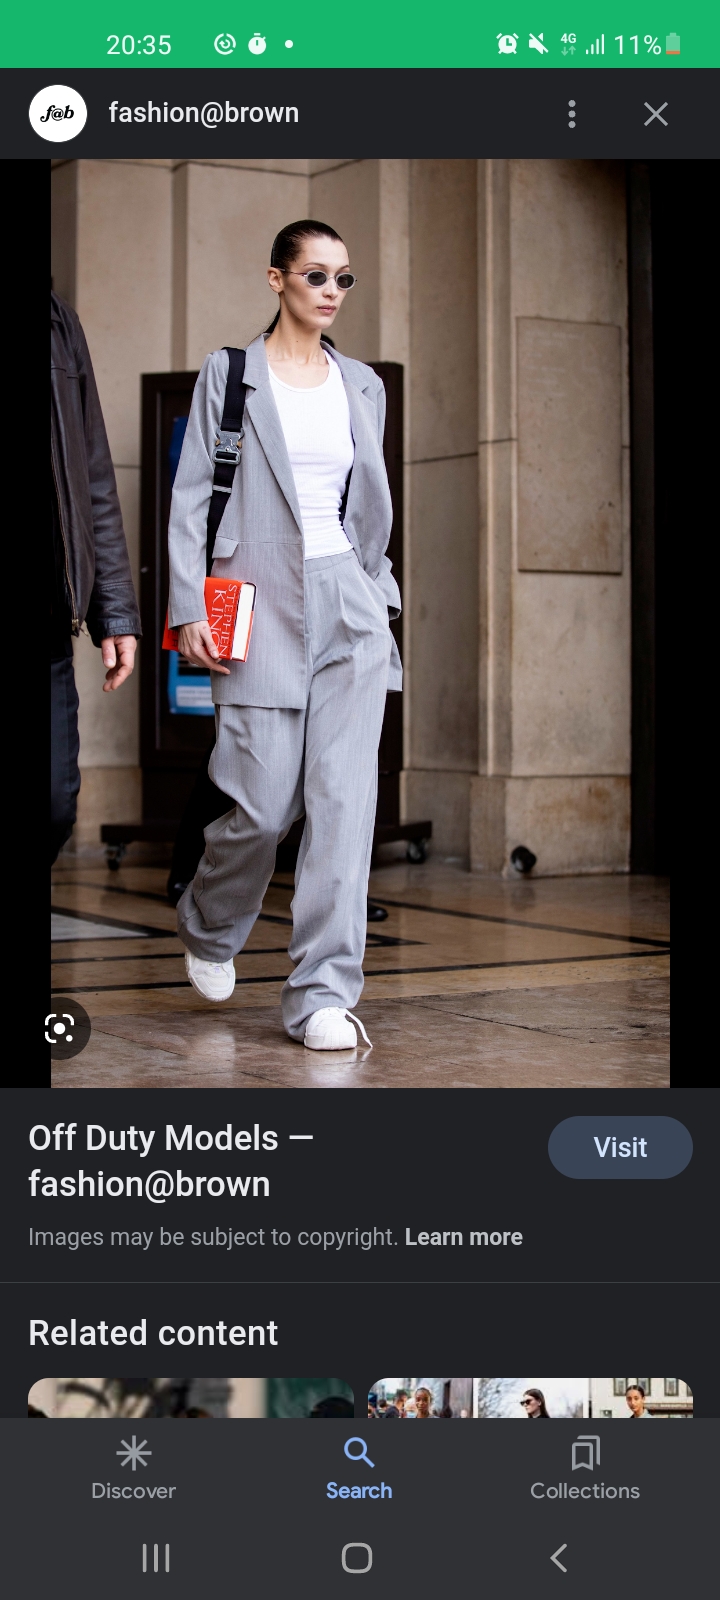 20:35
4G
11%
f@b
fashion@brown
STEPHEN
KING
Off Duty Models —
fashion@brown
Visit
Images may be subject to copyright. Learn more
Related content
Discover
Search
Collections